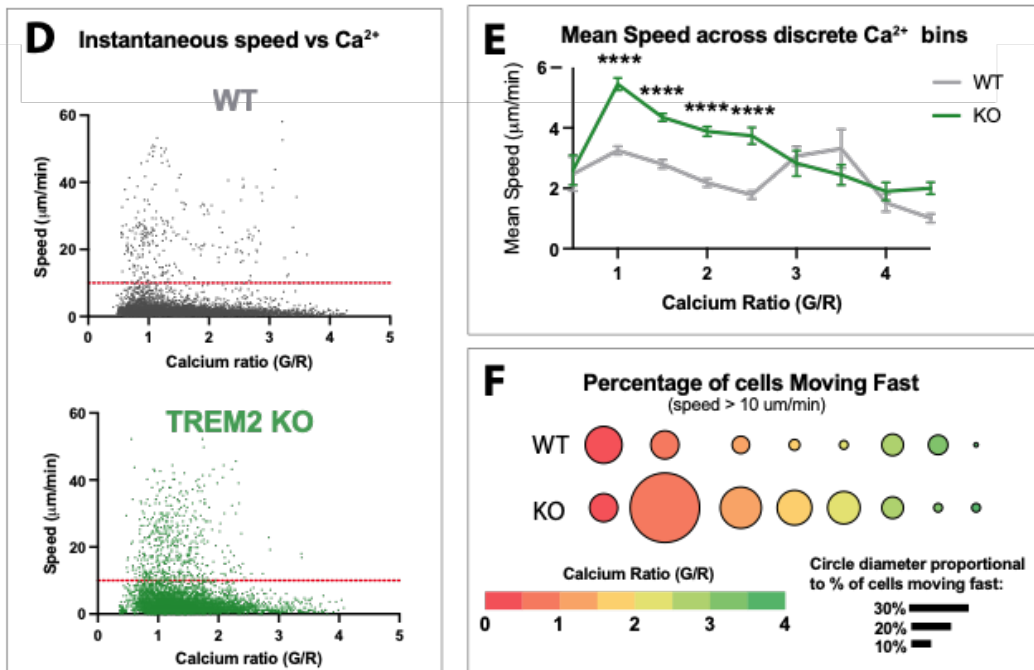 D Instantaneous speed vs Ca²⁺
WT
60
40
20
0
Speed (μm/min)
0 1 2 3 4 5
Calcium ratio (G/R)
TREM2 KO
60
40
20
0
Speed (μm/min)
0 1 2 3 4 5
Calcium ratio (G/R)
E Mean Speed across discrete Ca²⁺ bins
**** **** **** ****
WT
KO
6
4
2
0
Mean Speed (μm/min)
1 2 3 4
Calcium Ratio (G/R)
F Percentage of cells Moving Fast
(speed > 10 um/min)
WT
KO
Calcium Ratio (G/R)
0 1 2 3 4
Circle diameter proportional
to % of cells moving fast:
30%
20%
10%